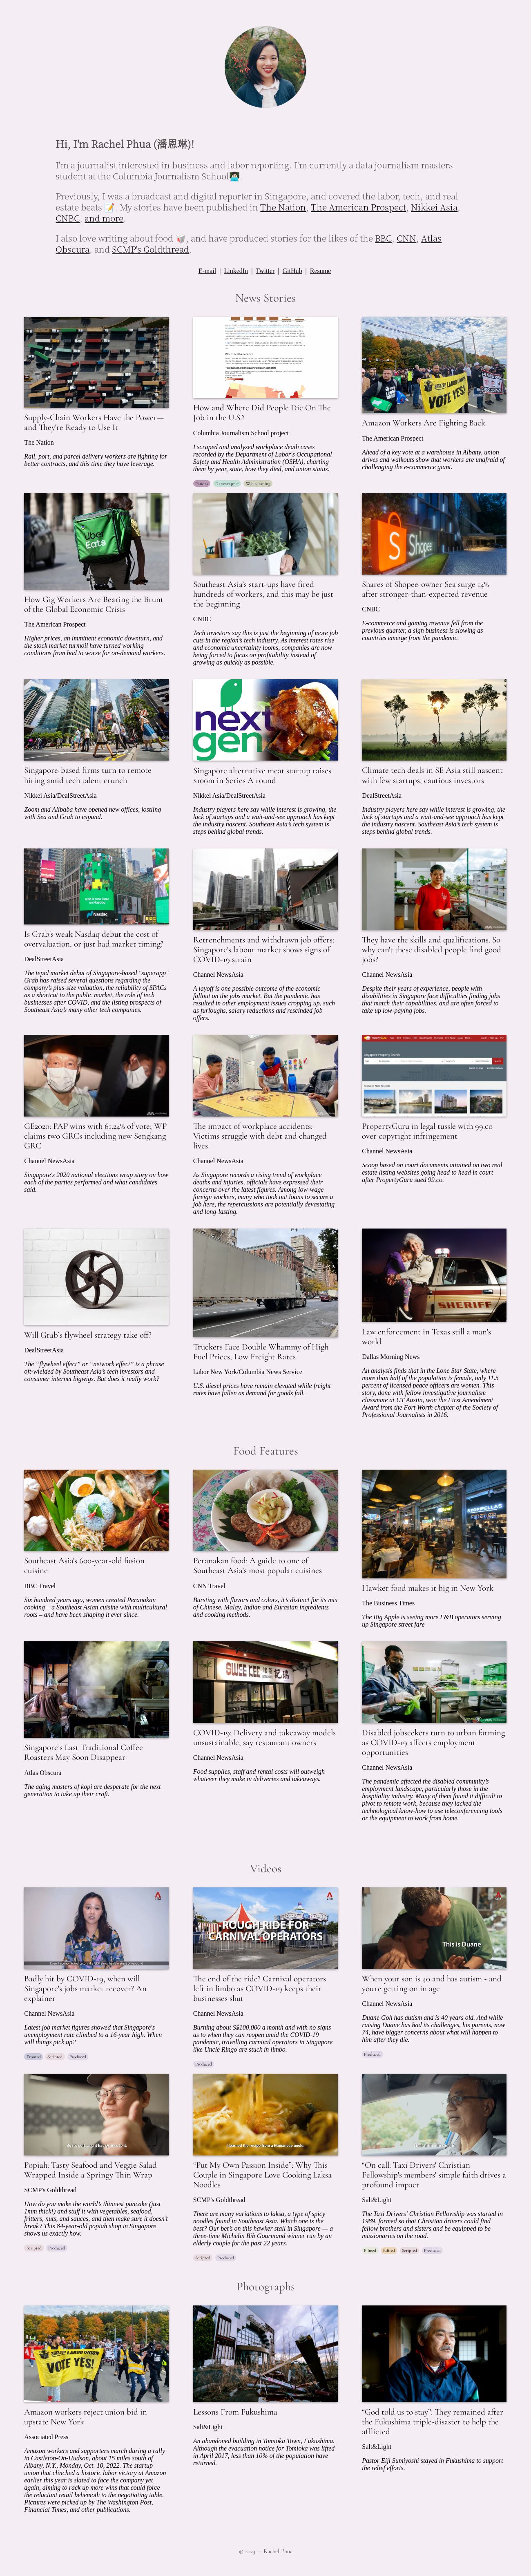 Hi, I'm Rachel Phua (潘恩琳)!
I'm a journalist interested in business and labor reporting. I'm currently a data journalism masters
student at the Columbia Journalism School👩🏻‍💻.
Previously, I was a broadcast and digital reporter in Singapore, and covered the labor, tech, and real
estate beats 📝. My stories have been published in The Nation, The American Prospect, Nikkei Asia,
CNBC, and more.
I also love writing about food 🥡, and have produced stories for the likes of the BBC, CNN, Atlas
Obscura, and SCMP's Goldthread.
E-mail | LinkedIn | Twitter | GitHub | Resume
News Stories
Supply-Chain Workers Have the Power—
and They're Ready to Use It
The Nation
Rail, port, and parcel delivery workers are fighting for
better contracts, and this time they have leverage.
How and Where Did People Die On The
Job in the U.S.?
Columbia Journalism School project
I scraped and analyzed workplace death cases
recorded by the Department of Labor's Occupational
Safety and Health Administration (OSHA), charting
them by year, state, how they died, and union status.
Pandas Datawrapper Web scraping
VOTE YES!
Amazon Workers Are Fighting Back
The American Prospect
Ahead of a key vote at a warehouse in Albany, union
drives and walkouts show that workers are unafraid of
challenging the e-commerce giant.
Uber
Eats
How Gig Workers Are Bearing the Brunt
of the Global Economic Crisis
The American Prospect
Higher prices, an imminent economic downturn, and
the stock market turmoil have turned working
conditions from bad to worse for on-demand workers.
Southeast Asia's start-ups have fired
hundreds of workers, and this may be just
the beginning
CNBC
Tech investors say this is just the beginning of more job
cuts in the region's tech industry. As interest rates rise
and economic uncertainty looms, companies are now
being forced to focus on profitability instead of
growing as quickly as possible.
Shopee
Shares of Shopee-owner Sea surge 14%
after stronger-than-expected revenue
CNBC
E-commerce and gaming revenue fell from the
previous quarter, a sign business is slowing as
countries emerge from the pandemic.
Singapore-based firms turn to remote
hiring amid tech talent crunch
Nikkei Asia/DealStreetAsia
Zoom and Alibaba have opened new offices, jostling
with Sea and Grab to expand.
next
gen
Singapore alternative meat startup raises
$100m in Series A round
Nikkei Asia/DealStreetAsia
Industry players here say while interest is growing, the
lack of startups and a wait-and-see approach has kept
the industry nascent. Southeast Asia's tech system is
steps behind global trends.
Climate tech deals in SE Asia still nascent
with few startups, cautious investors
DealStreetAsia
Industry players here say while interest is growing, the
lack of startups and a wait-and-see approach has kept
the industry nascent. Southeast Asia's tech system is
steps behind global trends.
Nasdaq
Is Grab's weak Nasdaq debut the cost of
overvaluation, or just bad market timing?
DealStreetAsia
The tepid market debut of Singapore-based "superapp"
Grab has raised several questions regarding the
company's plus-size valuation, the reliability of SPACs
as a shortcut to the public market, the role of tech
businesses after COVID, and the listing prospects of
Southeast Asia's many other tech companies.
Retrenchments and withdrawn job offers:
Singapore's labour market shows signs of
COVID-19 strain
Channel NewsAsia
A layoff is one possible outcome of the economic
fallout on the jobs market. But the pandemic has
resulted in other employment issues cropping up, such
as furloughs, salary reductions and rescinded job
offers.
They have the skills and qualifications. So
why can't these disabled people find good
jobs?
Channel NewsAsia
Despite their years of experience, people with
disabilities in Singapore face difficulties finding jobs
that match their capabilities, and are often forced to
take up low-paying jobs.
GE2020: PAP wins with 61.24% of vote; WP
claims two GRCs including new Sengkang
GRC
Channel NewsAsia
Singapore's 2020 national elections wrap story on how
each of the parties performed and what candidates
said.
The impact of workplace accidents:
Victims struggle with debt and changed
lives
Channel NewsAsia
As Singapore records a rising trend of workplace
deaths and injuries, officials have expressed their
concerns over the latest figures. Among low-wage
foreign workers, many who took out loans to secure a
job here, the repercussions are potentially devastating
and long-lasting.
PropertyGuru in legal tussle with 99.co
over copyright infringement
Channel NewsAsia
Scoop based on court documents attained on two real
estate listing websites going head to head in court
after PropertyGuru sued 99.co.
Will Grab's flywheel strategy take off?
DealStreetAsia
The "flywheel effect" or "network effect" is a phrase
oft-wielded by Southeast Asia's tech investors and
consumer internet bigwigs. But does it really work?
Truckers Face Double Whammy of High
Fuel Prices, Low Freight Rates
Labor New York/Columbia News Service
U.S. diesel prices have remain elevated while freight
rates have fallen as demand for goods fall.
SHERIFF
Law enforcement in Texas still a man's
world
Dallas Morning News
An analysis finds that in the Lone Star State, where
more than half of the population is female, only 11.5
percent of licensed peace officers are women. This
story, done with fellow investigative journalism
classmate at UT Austin, won the First Amendment
Award from the Fort Worth chapter of the Society of
Professional Journalists in 2016.
Food Features
Southeast Asia's 600-year-old fusion
cuisine
BBC Travel
Six hundred years ago, women created Peranakan
cooking – a Southeast Asian cuisine with multicultural
roots – and have been shaping it ever since.
Peranakan food: A guide to one of
Southeast Asia's most popular cuisines
CNN Travel
Bursting with flavors and colors, it's distinct for its mix
of Chinese, Malay, Indian and Eurasian ingredients
and cooking methods.
Hawker food makes it big in New York
The Business Times
The Big Apple is seeing more F&B operators serving
up Singapore street fare
Singapore's Last Traditional Coffee
Roasters May Soon Disappear
Atlas Obscura
The aging masters of kopi are desperate for the next
generation to take up their craft.
SWEE KEE
COVID-19: Delivery and takeaway models
unsustainable, say restaurant owners
Channel NewsAsia
Food supplies, staff and rental costs will outweigh
whatever they make in deliveries and takeaways.
Disabled jobseekers turn to urban farming
as COVID-19 affects employment
opportunities
Channel NewsAsia
The pandemic affected the disabled community's
employment landscape, particularly those in the
hospitality industry. Many of them found it difficult to
pivot to remote work, because they lacked the
technological know-how to use teleconferencing tools
or the equipment to work from home.
Videos
Badly hit by COVID-19, when will
Singapore's jobs market recover? An
explainer
Channel NewsAsia
Latest job market figures showed that Singapore's
unemployment rate climbed to a 16-year high. When
will things pick up?
Featured Scripted Produced
ROUGH RIDE FOR
CARNIVAL OPERATORS
The end of the ride? Carnival operators
left in limbo as COVID-19 keeps their
businesses shut
Channel NewsAsia
Burning about S$100,000 a month and with no signs
as to when they can reopen amid the COVID-19
pandemic, travelling carnival operators in Singapore
like Uncle Ringo are stuck in limbo.
Produced
This is Duane
When your son is 40 and has autism - and
you're getting on in age
Channel NewsAsia
Duane Goh has autism and is 40 years old. And while
raising Duane has had its challenges, his parents, now
74, have bigger concerns about what will happen to
him after they die.
Produced
Popiah: Tasty Seafood and Veggie Salad
Wrapped Inside a Springy Thin Wrap
SCMP's Goldthread
How do you make the world's thinnest pancake (just
1mm thick!) and stuff it with vegetables, seafood,
fritters, nuts, and sauces, and then make sure it doesn't
break? This 84-year-old popiah shop in Singapore
shows us exactly how.
Scripted Produced
"Put My Own Passion Inside": Why This
Couple in Singapore Love Cooking Laksa
Noodles
SCMP's Goldthread
There are many variations to laksa, a type of spicy
noodles found in Southeast Asia. Which one is the
best? Our bet's on this hawker stall in Singapore — a
three-time Michelin Bib Gourmand winner run by an
elderly couple for the past 22 years.
Scripted Produced
"On call: Taxi Drivers' Christian
Fellowship's members' simple faith drives a
profound impact
Salt&Light
The Taxi Drivers' Christian Fellowship was started in
1989, formed so that Christian drivers could find
fellow brothers and sisters and be equipped to be
missionaries on the road.
Filmed Edited Scripted Produced
Photographs
VOTE YES!
Amazon workers reject union bid in
upstate New York
Associated Press
Amazon workers and supporters march during a rally
in Castleton-On-Hudson, about 15 miles south of
Albany, N.Y., Monday, Oct. 10, 2022. The startup
union that clinched a historic labor victory at Amazon
earlier this year is slated to face the company yet
again, aiming to rack up more wins that could force
the reluctant retail behemoth to the negotiating table.
Pictures were picked up by The Washington Post,
Financial Times, and other publications.
Lessons From Fukushima
Salt&Light
An abandoned building in Tomioka Town, Fukushima.
Although the evacuation notice for Tomioka was lifted
in April 2017, less than 10% of the population have
returned.
"God told us to stay": They remained after
the Fukushima triple-disaster to help the
afflicted
Salt&Light
Pastor Eiji Sumiyoshi stayed in Fukushima to support
the relief efforts.
© 2023 — Rachel Phua